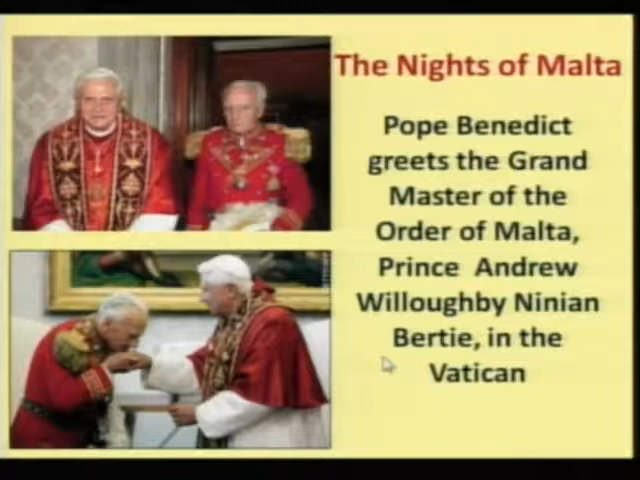 The Nights of Malta
Pope Benedict
greets the Grand
Master of the
Order of Malta,
Prince Andrew
Willoughby Ninian
Bertie, in the
Vatican